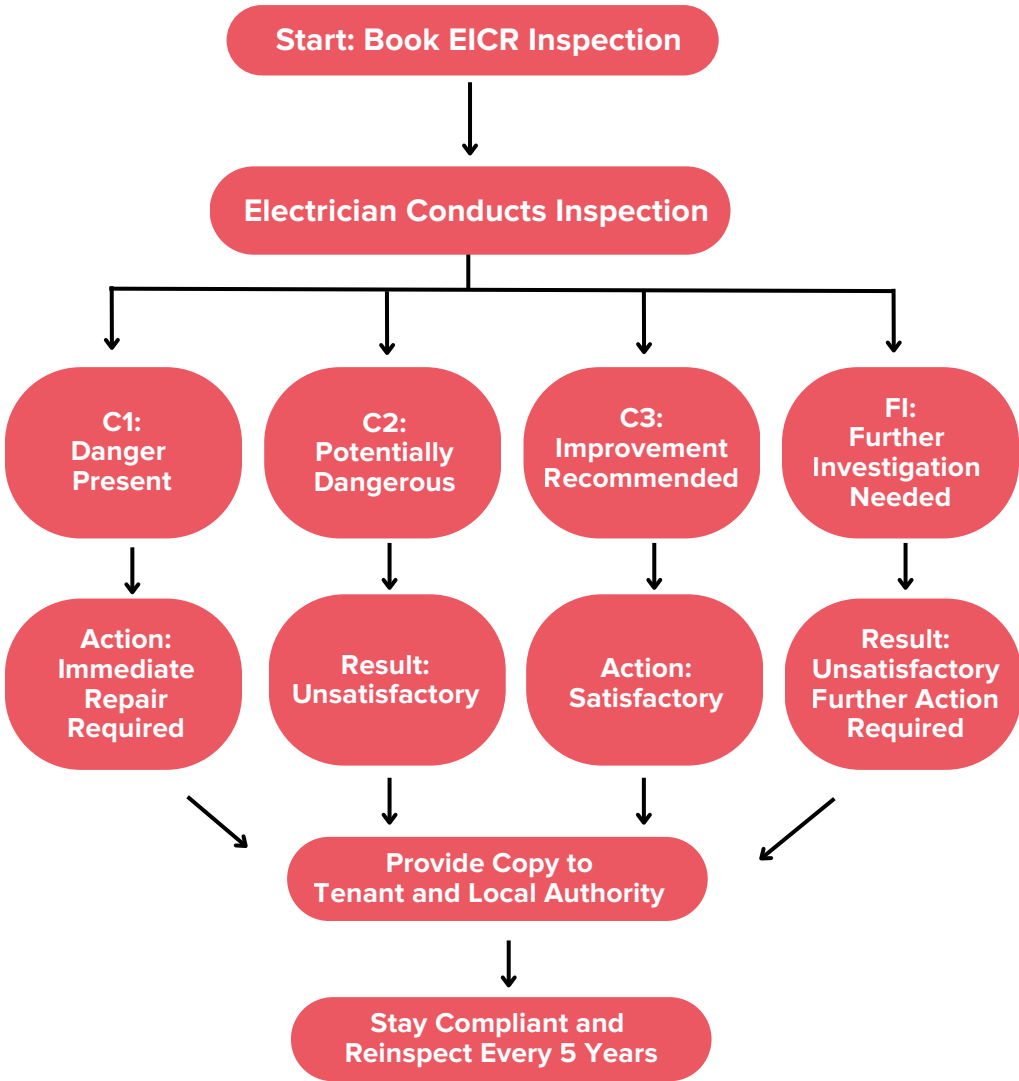 Start: Book EICR Inspection
Electrician Conducts Inspection
C1:
Danger
Present
C2:
Potentially
Dangerous
C3:
Improvement
Recommended
FI:
Further
Investigation
Needed
Action:
Immediate
Repair
Required
Result:
Unsatisfactory
Action:
Satisfactory
Result:
Unsatisfactory
Further Action
Required
Provide Copy to
Tenant and Local Authority
Stay Compliant and
Reinspect Every 5 Years